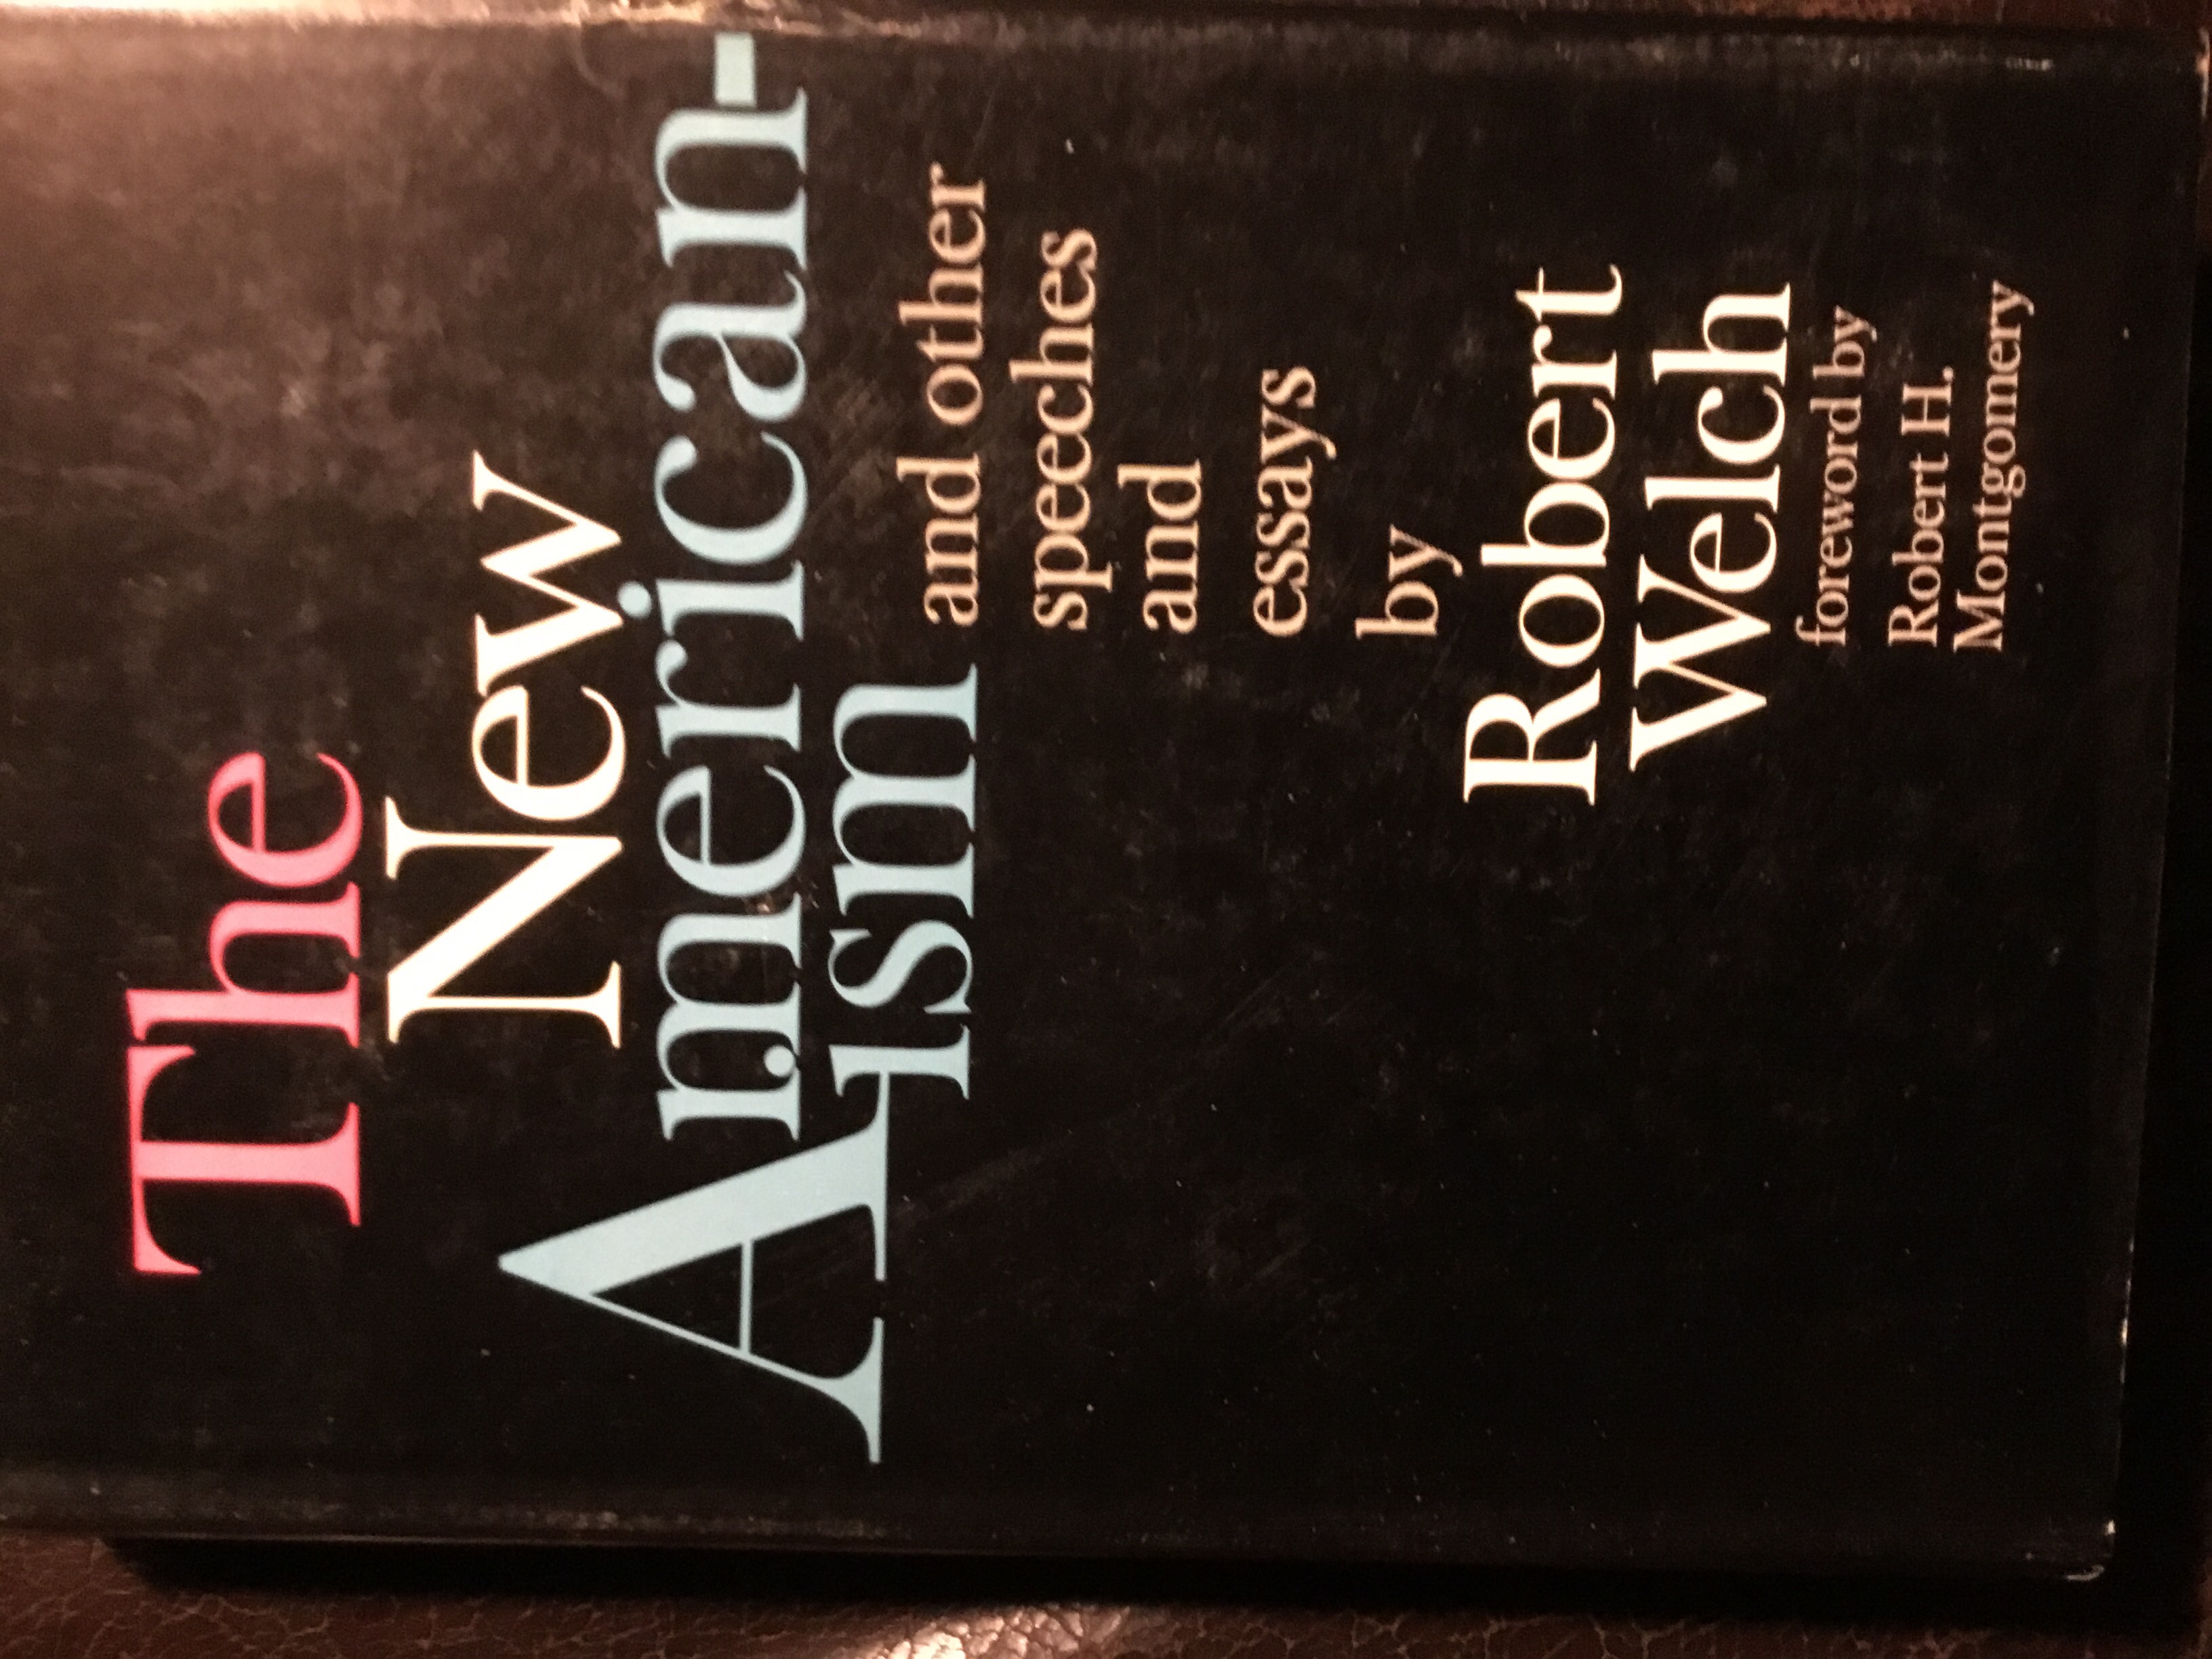 The
New
American-
ism
and other
speeches
and
essays
by
Robert
Welch
foreword by
Robert H.
Montgomery